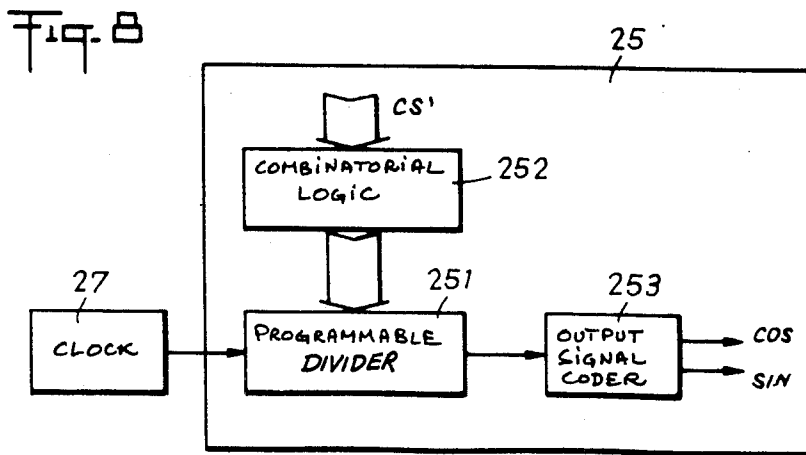 Fig. 8
25
CS'
COMBINATORIAL
LOGIC
252
27
251
253
CLOCK
PROGRAMMABLE
DIVIDER
OUTPUT
SIGNAL
CODER
COS
SIN